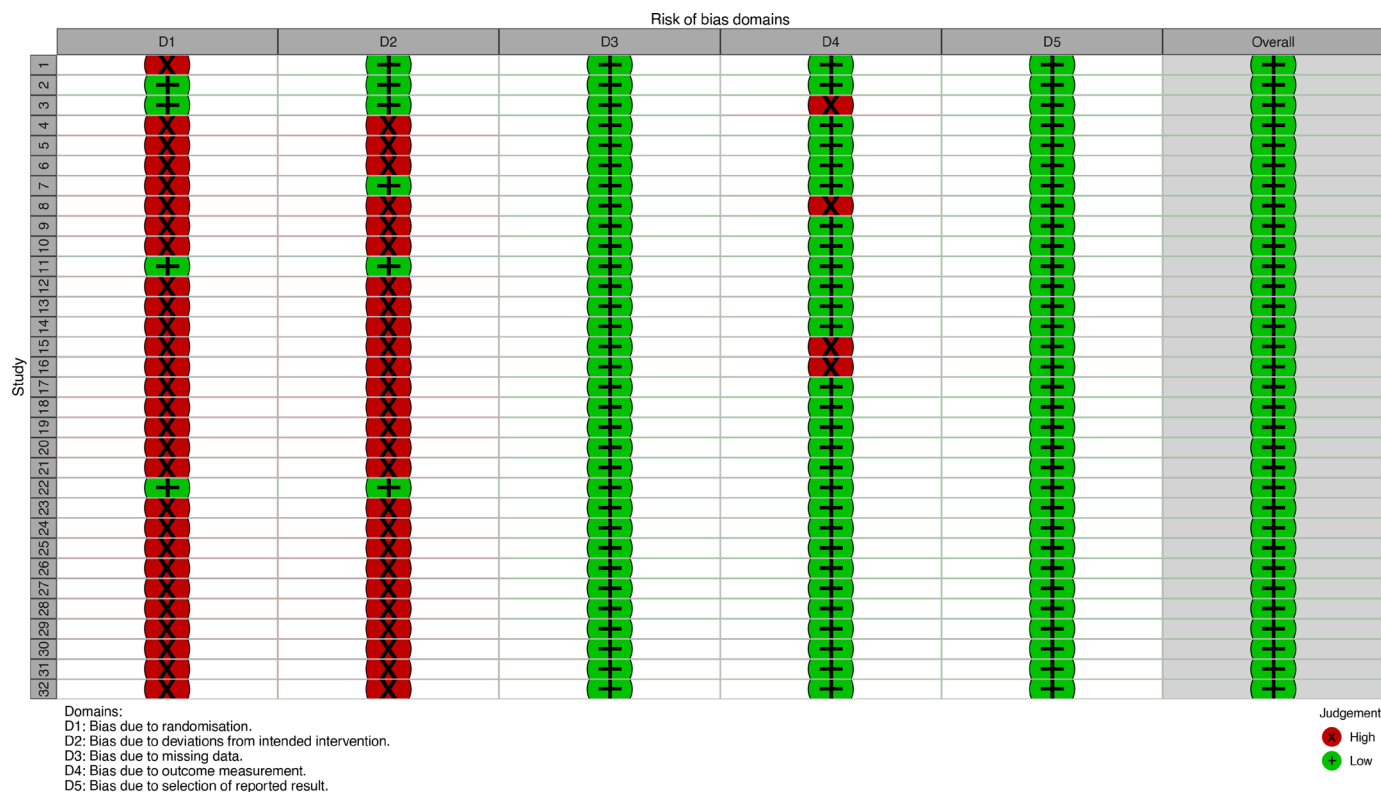 Risk of bias domains
D1 D2 D3 D4 D5 Overall
Study
1
2
3
4
5
6
7
8
9
10
11
12
13
14
15
16
17
18
19
20
21
22
23
24
25
26
27
28
29
30
31
32
Domains:
D1: Bias due to randomisation.
D2: Bias due to deviations from intended intervention.
D3: Bias due to missing data.
D4: Bias due to outcome measurement.
D5: Bias due to selection of reported result.
Judgement
High
Low